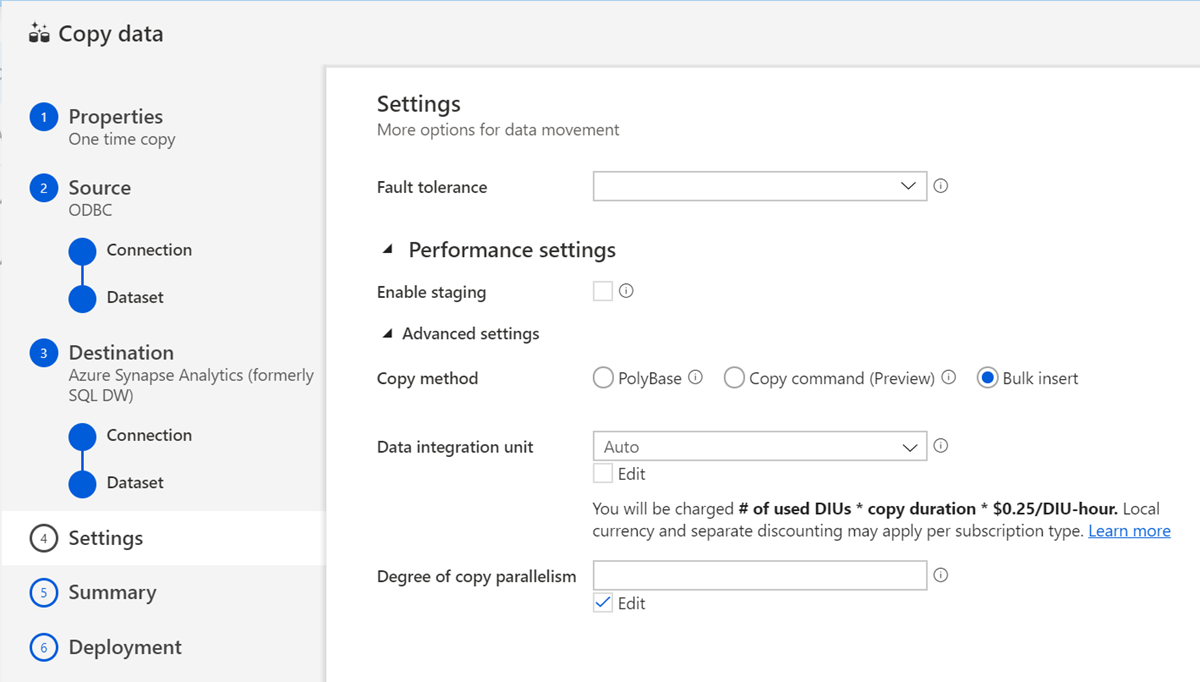 Copy data
1 Properties
One time copy
2 Source
ODBC
Connection
Dataset
3 Destination
Azure Synapse Analytics (formerly
SQL DW)
Connection
Dataset
4 Settings
5 Summary
6 Deployment
Settings
More options for data movement
Fault tolerance
Performance settings
Enable staging
Advanced settings
Copy method PolyBase Copy command (Preview) Bulk insert
Data integration unit Auto
Edit
You will be charged # of used DIUs * copy duration * $0.25/DIU-hour. Local
currency and separate discounting may apply per subscription type. Learn more
Degree of copy parallelism
Edit